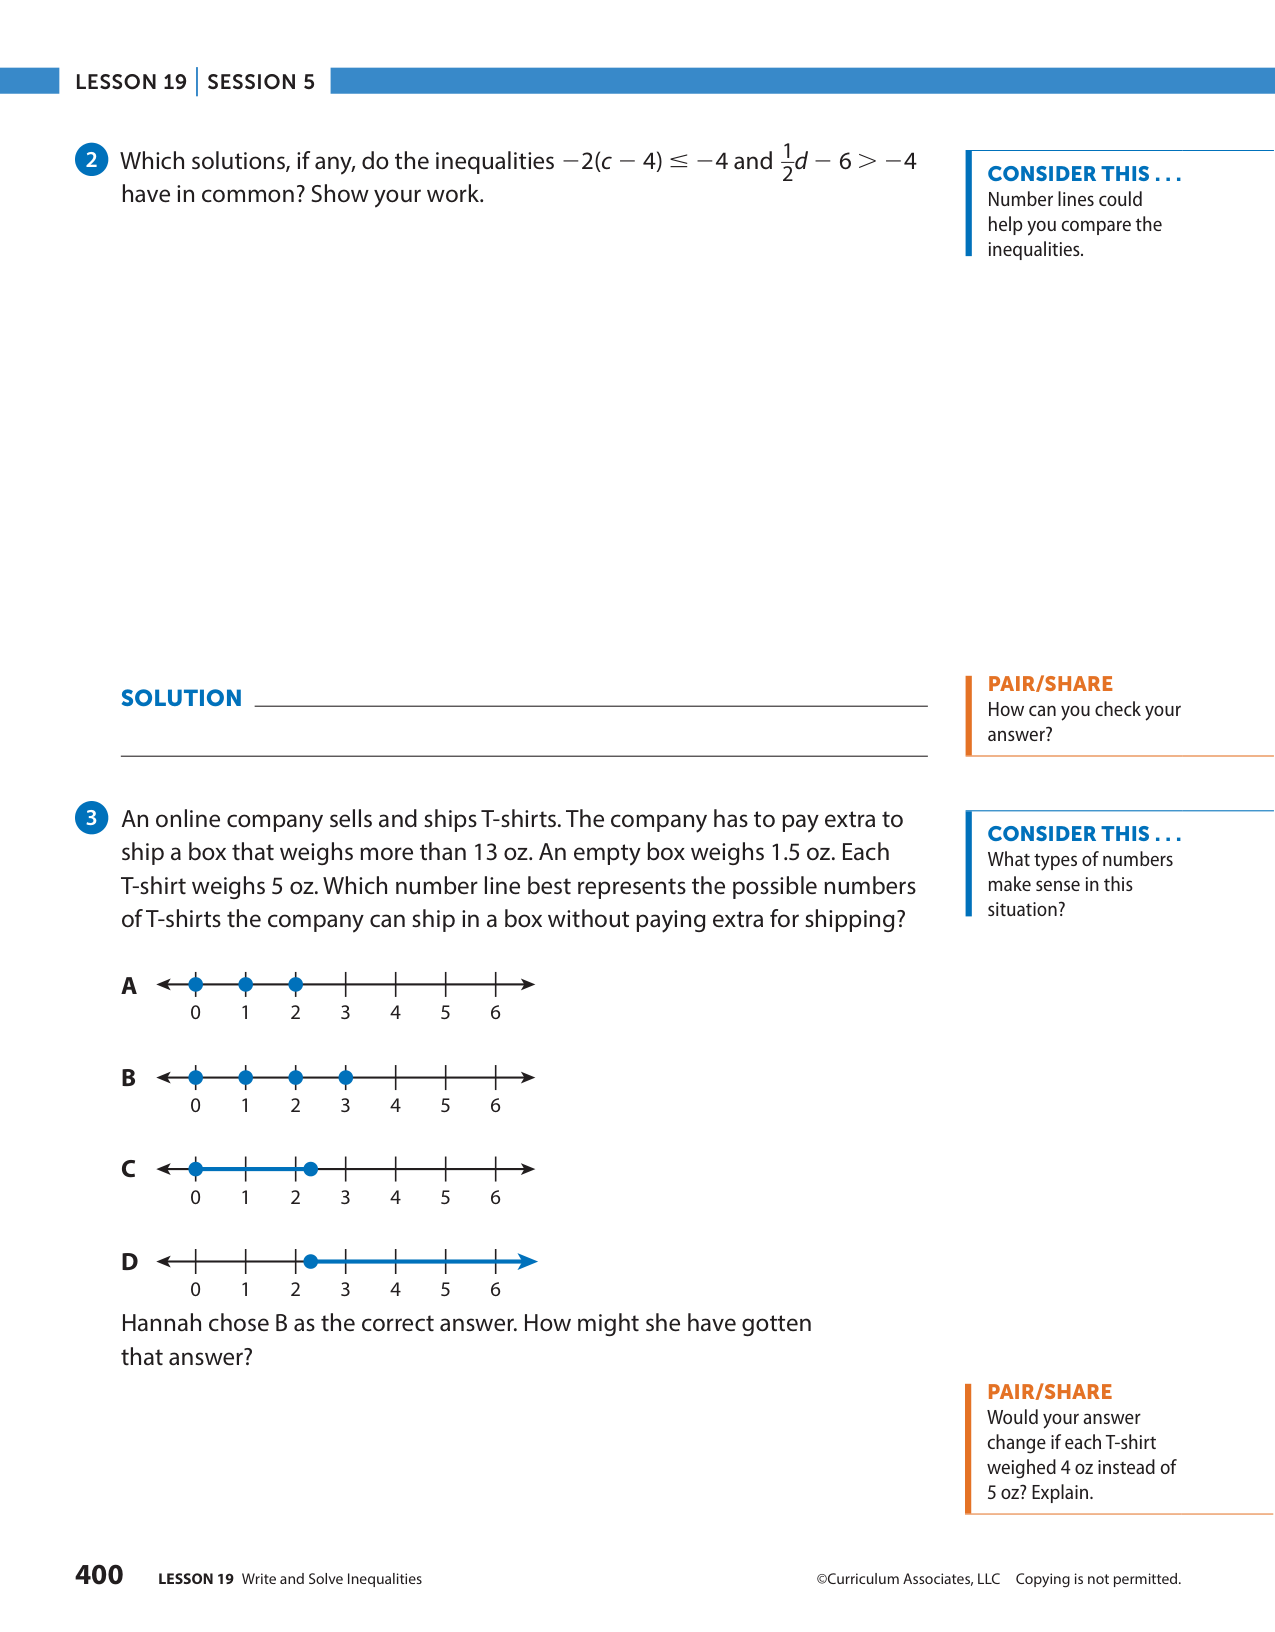 LESSON 19 | SESSION 5
2 Which solutions, if any, do the inequalities −2(c − 4) ≤ −4 and 1/2d − 6 > −4
have in common? Show your work.
CONSIDER THIS . . .
Number lines could
help you compare the
inequalities.
SOLUTION
PAIR/SHARE
How can you check your
answer?
3 An online company sells and ships T-shirts. The company has to pay extra to
ship a box that weighs more than 13 oz. An empty box weighs 1.5 oz. Each
T-shirt weighs 5 oz. Which number line best represents the possible numbers
of T-shirts the company can ship in a box without paying extra for shipping?
CONSIDER THIS . . .
What types of numbers
make sense in this
situation?
A
0 1 2 3 4 5 6
B
0 1 2 3 4 5 6
C
0 1 2 3 4 5 6
D
0 1 2 3 4 5 6
Hannah chose B as the correct answer. How might she have gotten
that answer?
PAIR/SHARE
Would your answer
change if each T-shirt
weighed 4 oz instead of
5 oz? Explain.
400 LESSON 19 Write and Solve Inequalities
©Curriculum Associates, LLC Copying is not permitted.